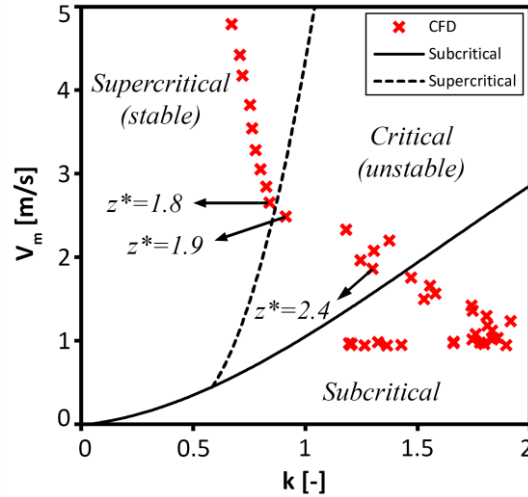 5
4
3
2
1
0
V_m [m/s]
CFD
Subcritical
Supercritical
Supercritical
(stable)
Critical
(unstable)
z*=1.8
z*=1.9
z*=2.4
Subcritical
0
0.5
1
1.5
2
k [-]